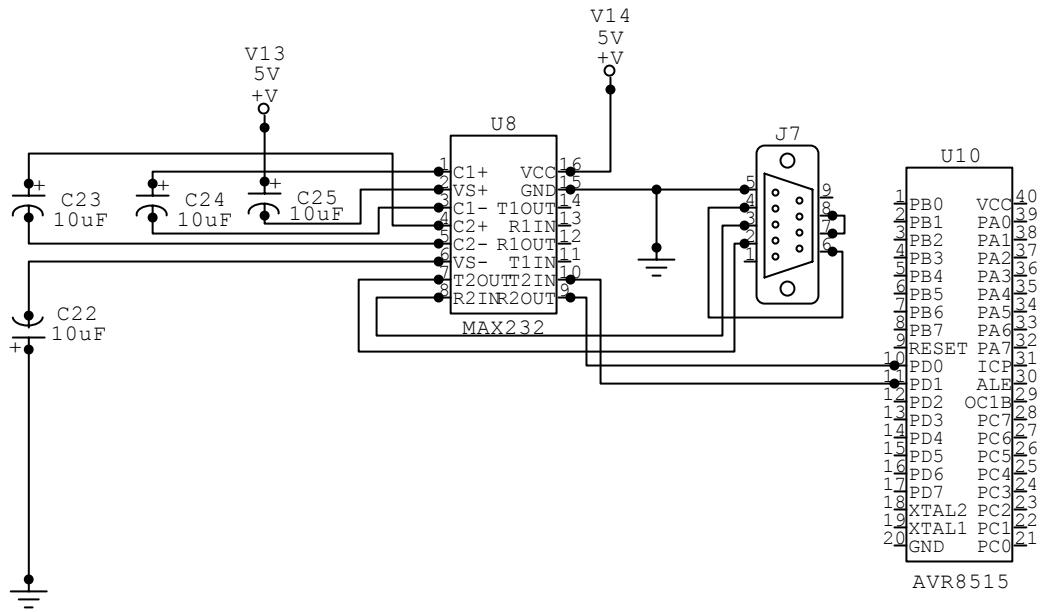 V14
5V
+V
V13
5V
+V
U8
J7
U10
+
C23
10uF
+
C24
10uF
+
C25
10uF
C22
10uF
+
1 C1+ VCC 16
2 VS+ GND 15
3 C1- T1OUT 14
4 C2+ R1IN 13
5 C2- R1OUT 12
6 VS- T1IN 11
7 T2OUT T2IN 10
8 R2IN R2OUT 9
MAX232
5
4
3
2
1
9
8
7
6
1 PB0 VCC 40
2 PB1 PA0 39
3 PB2 PA1 38
4 PB3 PA2 37
5 PB4 PA3 36
6 PB5 PA4 35
7 PB6 PA5 34
8 PB7 PA6 33
9 RESET PA7 32
10 PD0 ICP 31
11 PD1 ALE 30
12 PD2 OC1B 29
13 PD3 PC7 28
14 PD4 PC6 27
15 PD5 PC5 26
16 PD6 PC4 25
17 PD7 PC3 24
18 XTAL2 PC2 23
19 XTAL1 PC1 22
20 GND PC0 21
AVR8515